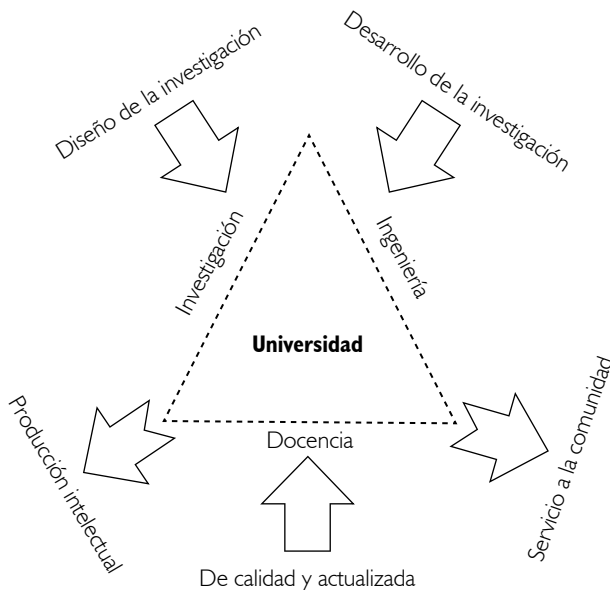 Diseño de la investigación
Desarrollo de la investigación
Investigación
Ingeniería
Universidad
Docencia
Producción intelectual
Servicio a la comunidad
De calidad y actualizada